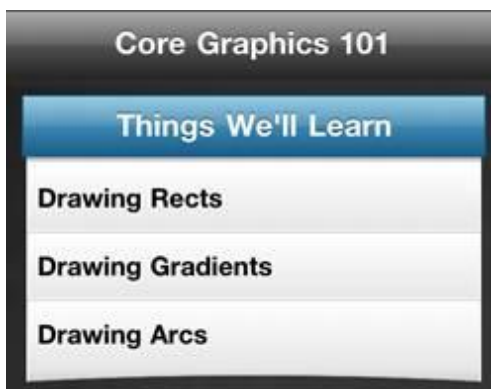 Core Graphics 101
Things We'll Learn
Drawing Rects
Drawing Gradients
Drawing Arcs